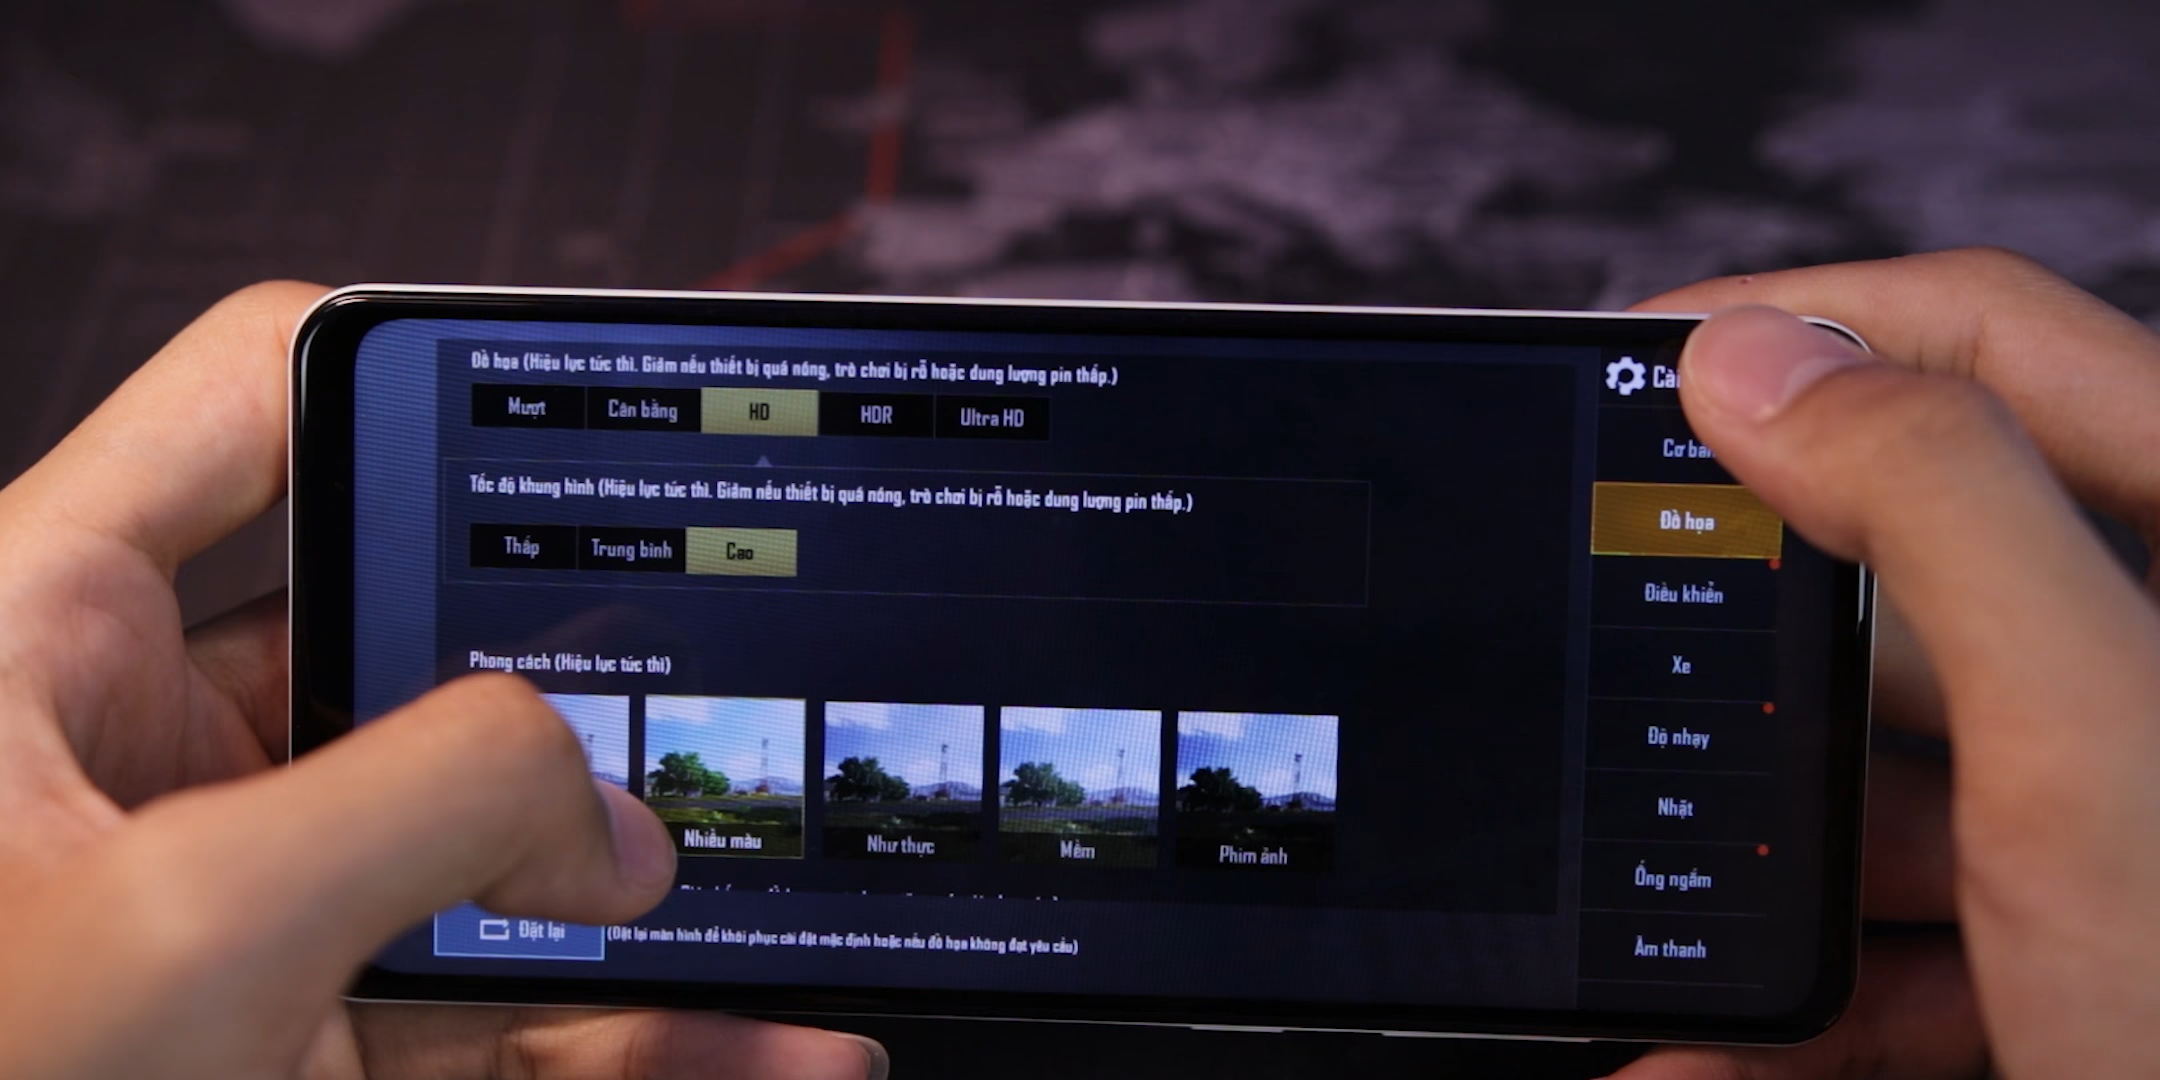 Đồ họa (Hiệu lực tức thì. Giảm nếu thiết bị quá nóng, trò chơi bị rỗ hoặc dung lượng pin thấp.)
Mượt Cân bằng HD HDR Ultra HD
Tốc độ khung hình (Hiệu lực tức thì. Giảm nếu thiết bị quá nóng, trò chơi bị rỗ hoặc dung lượng pin thấp.)
Thấp Trung bình Cao
Phong cách (Hiệu lực tức thì)
Nhiều màu Như thực Mềm Phim ảnh
Đặt lại (Đặt lại màn hình để khôi phục cài đặt mặc định hoặc nếu đồ họa không đạt yêu cầu)
Cài
Cơ bản
Đồ họa
Điều khiển
Xe
Độ nhạy
Nhặt
Ống ngắm
Âm thanh